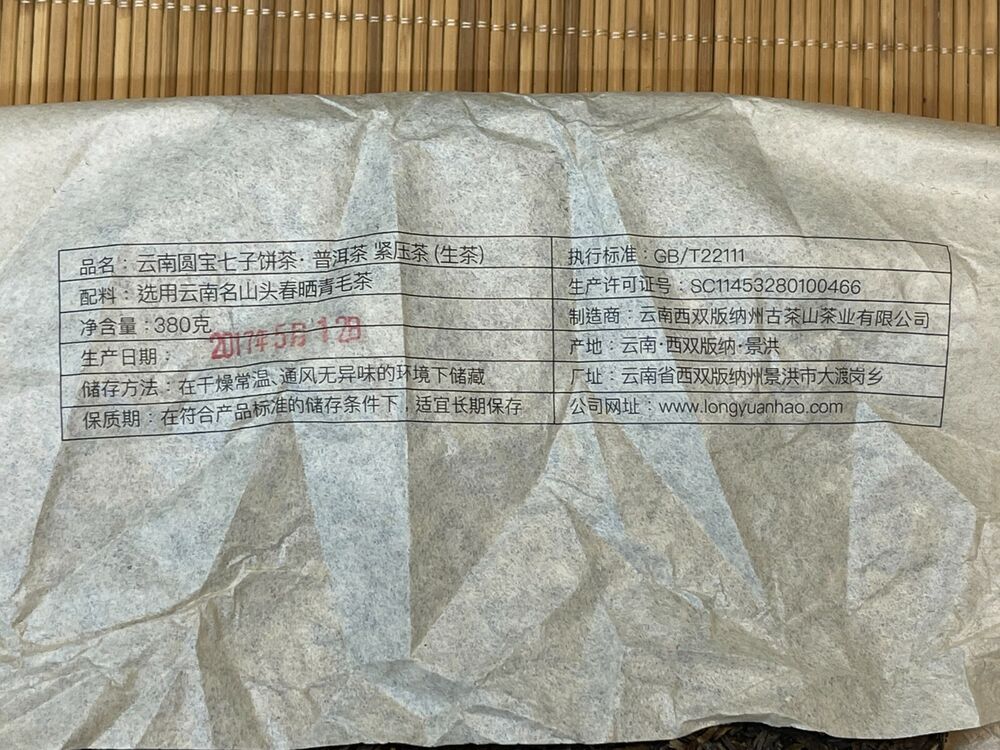 品名：云南圆宝七子饼茶·普洱茶 紧压茶(生茶)
配料：选用云南名山头春晒青毛茶
净含量：380克
生产日期： 2017年5月12日
储存方法：在干燥常温、通风无异味的环境下储藏
保质期：在符合产品标准的储存条件下，适宜长期保存
执行标准：GB/T22111
生产许可证号：SC11453280100466
制造商：云南西双版纳州古茶山茶业有限公司
产地：云南·西双版纳·景洪
厂址：云南省西双版纳州景洪市大渡岗乡
公司网址：www.longyuanhao.com